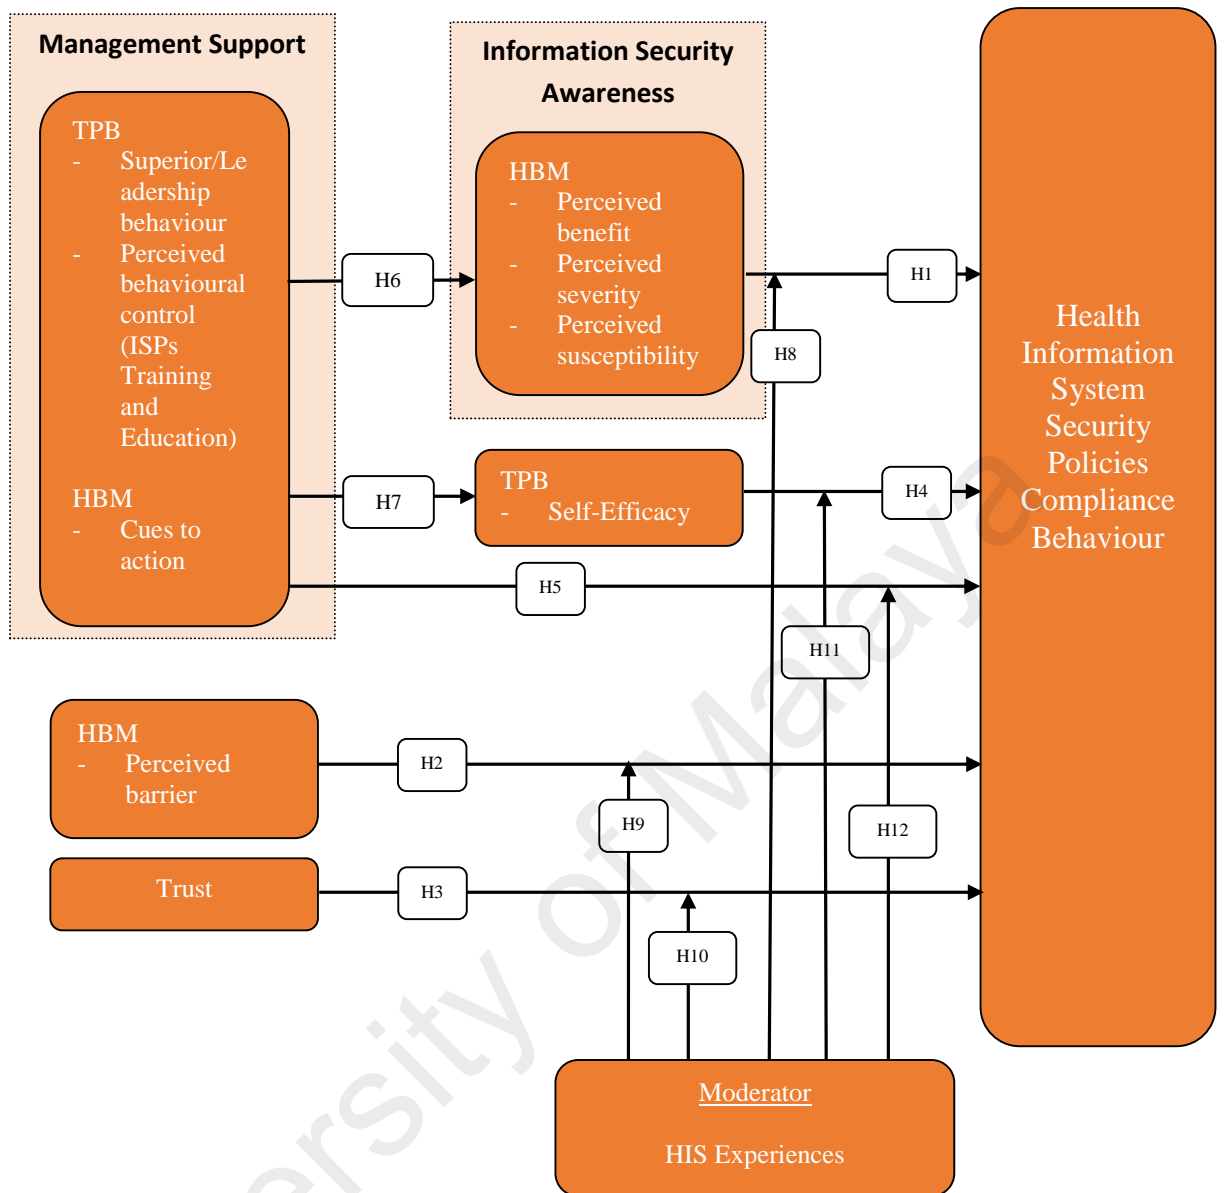 Management Support
TPB
- Superior/Le
adership
behaviour
- Perceived
behavioural
control
(ISPs
Training
and
Education)
HBM
- Cues to
action
Information Security
Awareness
HBM
- Perceived
benefit
- Perceived
severity
- Perceived
susceptibility
H6
H1
H8
H7
TPB
- Self-Efficacy
H4
H5
H11
HBM
- Perceived
barrier
H2
H9
H12
Trust
H3
H10
Moderator
HIS Experiences
Health
Information
System
Security
Policies
Compliance
Behaviour
ersity of Malaya